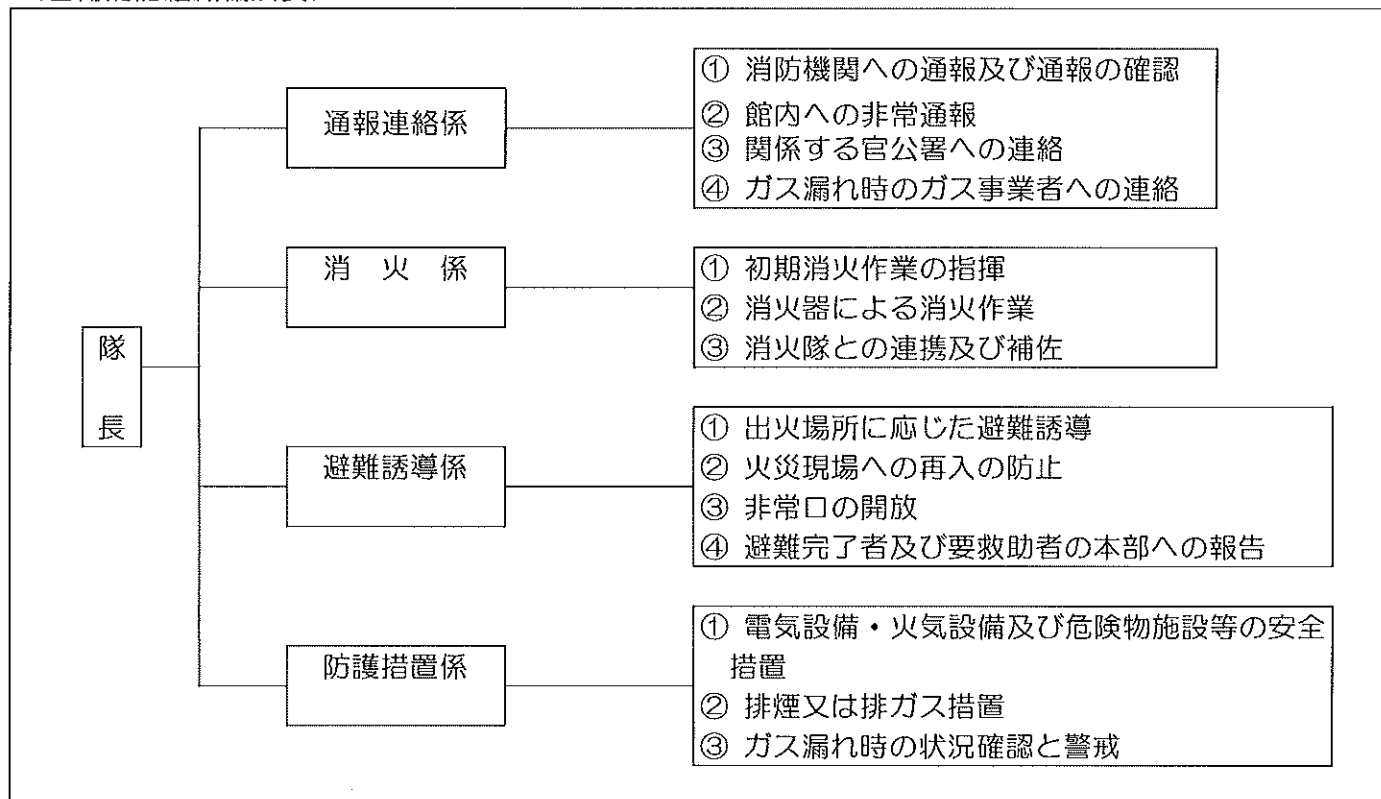 通報連絡係
① 消防機関への通報及び通報の確認
② 館内への非常通報
③ 関係する官公署への連絡
④ ガス漏れ時のガス事業者への連絡
消 火 係
① 初期消火作業の指揮
② 消火器による消火作業
③ 消火隊との連携及び補佐
隊
長
避難誘導係
① 出火場所に応じた避難誘導
② 火災現場への再入の防止
③ 非常口の開放
④ 避難完了者及び要救助者の本部への報告
防護措置係
① 電気設備・火気設備及び危険物施設等の安全
措置
② 排煙又は排ガス措置
③ ガス漏れ時の状況確認と警戒